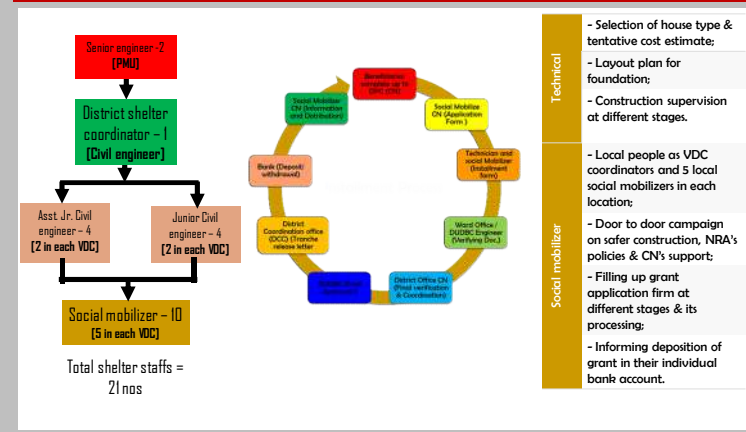 Senior engineer -2
[PMU]
District shelter
coordinator – 1
[Civil engineer]
Asst. Jr. Civil
engineer – 4
[2 in each VDC]
Junior Civil
engineer – 4
[2 in each VDC]
Social mobilizer – 10
[5 in each VDC]
Total shelter staffs =
21 nos
Beneficiaries
complete up to
DPC (CN)
Social Mobilize
CN (Application
Form )
Technician and
social Mobilizer
(Installment
form)
Ward Office /
DUDBC Engineer
(Verifying Doc.)
District Office CN
(Final verification
& Coordination)
District
Coordination office
(DCC) (Tranche
release letter
Bank (Deposit/
withdrawal)
Social Mobilizer
CN (Information
and Distribution)
Technical
- Selection of house type &
tentative cost estimate;
- Layout plan for
foundation;
- Construction supervision
at different stages.
Social mobilizer
- Local people as VDC
coordinators and 5 local
social mobilizers in each
location;
- Door to door campaign
on safer construction, NRA's
policies & CN's support;
- Filling up grant
application firm at
different stages & its
processing;
- Informing deposition of
grant in their individual
bank account.